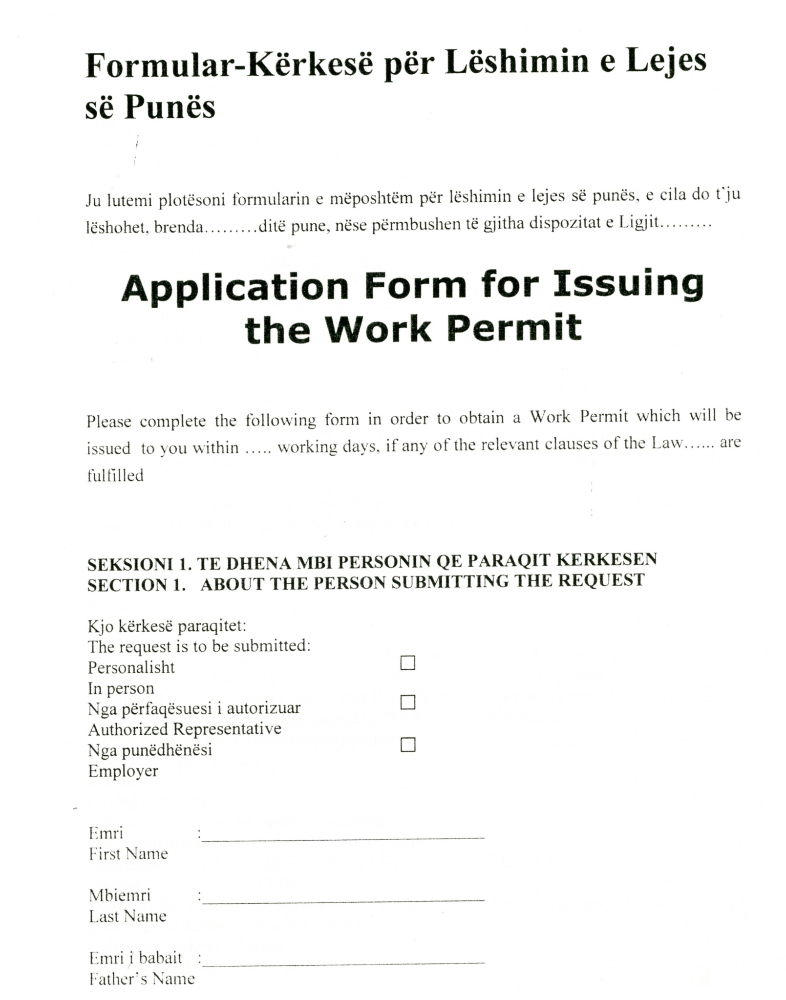 Formular-Kërkesë për Lëshimin e Lejes
së Punës
Ju lutemi plotësoni formularin e mëposhtëm për lëshimin e lejes së punës, e cila do t'ju
lëshohet, brenda.........ditë pune, nëse përmbushen të gjitha dispozitat e Ligjit.........
Application Form for Issuing
the Work Permit
Please complete the following form in order to obtain a Work Permit which will be
issued to you within ..... working days, if any of the relevant clauses of the Law...... are
fulfilled
SEKSIONI 1. TE DHENA MBI PERSONIN QE PARAQIT KERKESEN
SECTION 1. ABOUT THE PERSON SUBMITTING THE REQUEST
Kjo kërkesë paraqitet:
The request is to be submitted:
Personalisht ☐
In person
Nga përfaqësuesi i autorizuar ☐
Authorized Representative
Nga punëdhënësi ☐
Employer
Emri :
First Name
Mbiemri :
Last Name
Emri i babait :
Father's Name